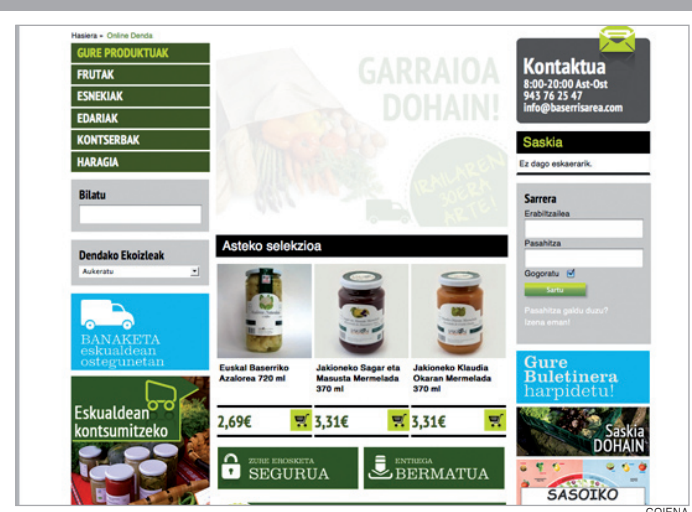 Hasiera » Online Denda
GURE PRODUKTUAK
FRUTAK
ESNEKIAK
EDARIAK
KONTSERBAK
HARAGIA
Bilatu
Dendako Ekoizleak
Aukeratu
BANAKETA
eskualdean
ostegunetan
Eskualdean
kontsumitzeko
GARRAIOA
DOHAIN!
IRAILAREN
30ERA
ARTE!
Asteko selekzioa
Euskal Baserriko
Azalorea 720 ml
2,69€
Jakioneko Sagar eta
Masusta Mermelada
370 ml
3,31€
Jakioneko Klaudia
Okaran Mermelada
370 ml
3,31€
ZURE EROSKETA
SEGURUA
ENTREGA
BERMATUA
Kontaktua
8:00-20:00 Ast-Ost
943 76 25 47
info@baserrisarea.com
Saskia
Ez dago eskaerarik.
Sarrera
Erabiltzailea
Pasahitza
Gogoratu
Sartu
Pasahitza galdu duzu?
Izena eman!
Gure
Buletinera
harpidetu!
Saskia
DOHAIN
SASOIKO
GOIENA